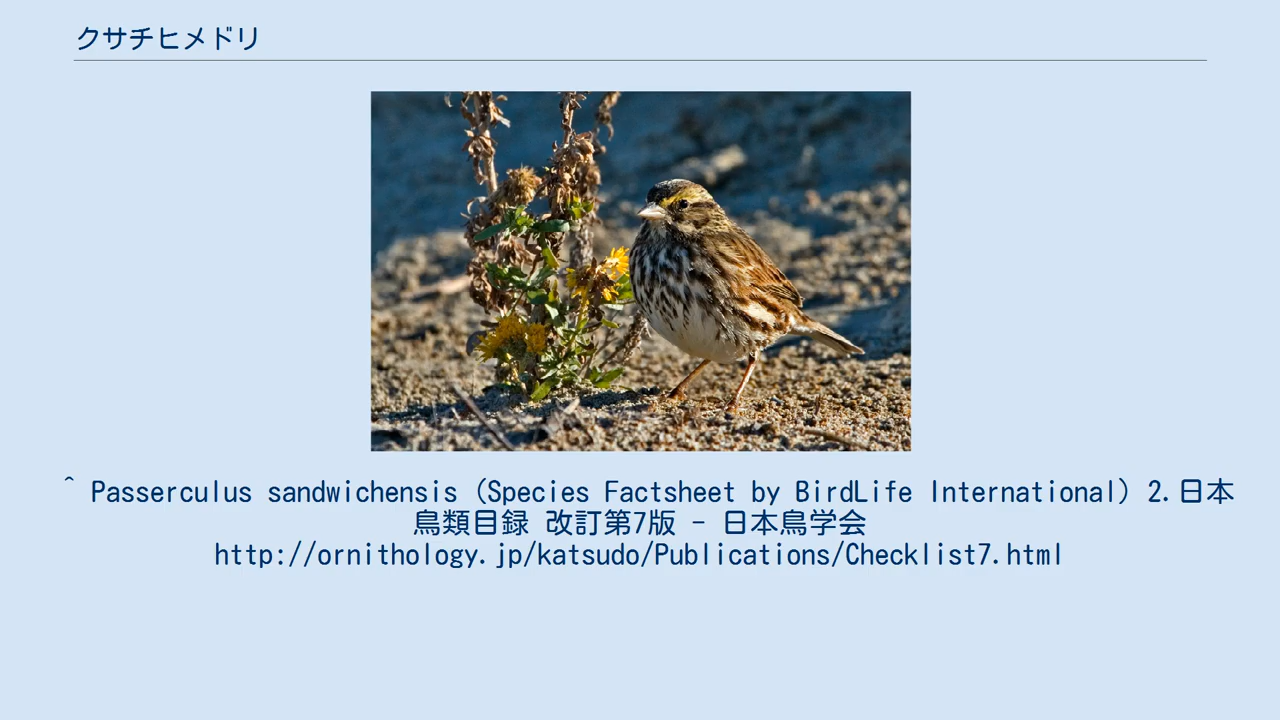 クサチヒメドリ
^ Passerculus sandwichensis (Species Factsheet by BirdLife International) 2.日本
鳥類目録 改訂第7版 - 日本鳥学会
http://ornithology.jp/katsudo/Publications/Checklist7.html